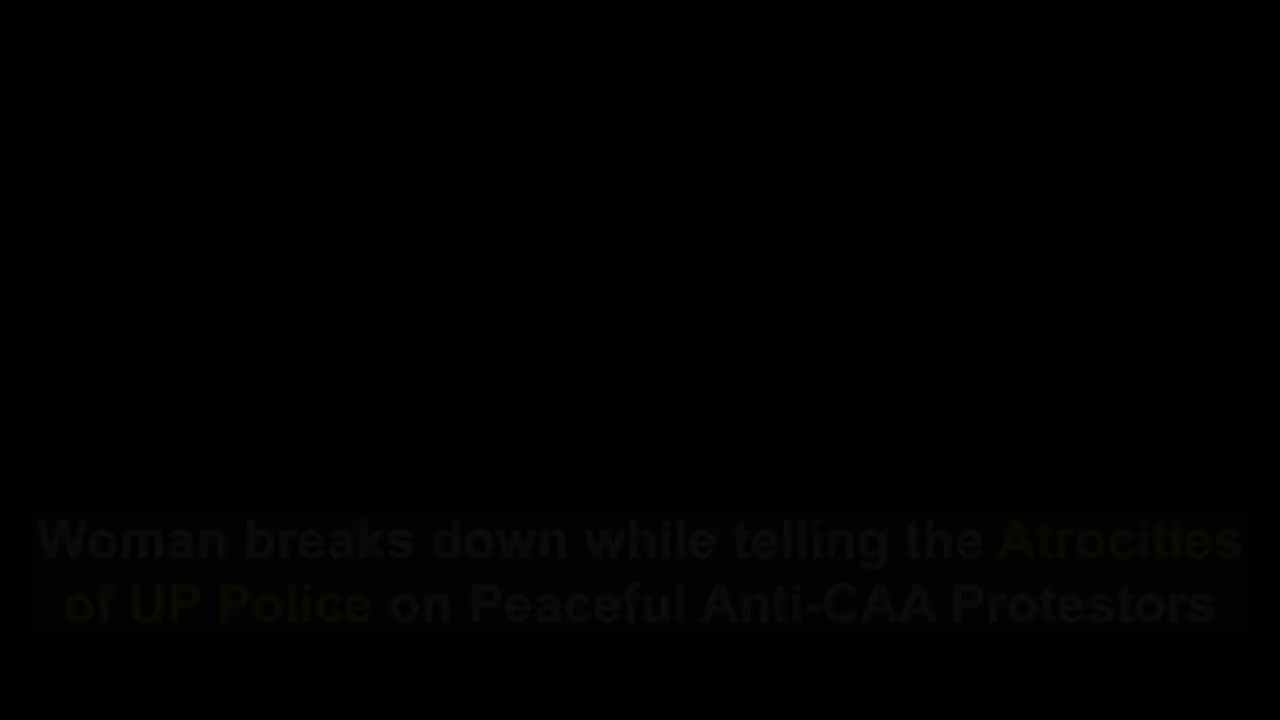 Woman breaks down while telling the Atrocities
of UP Police on Peaceful Anti-CAA Protestors